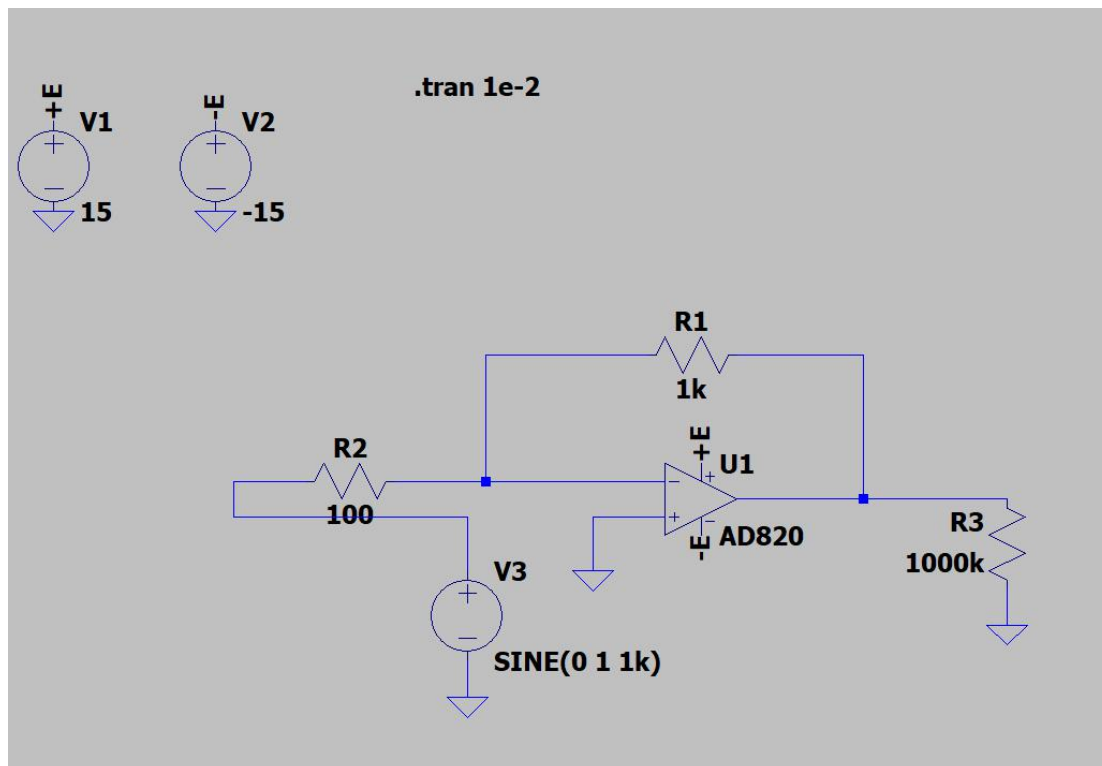 .tran 1e-2
+E
V1
15
-E
V2
-15
R1
1k
R2
100
+E
U1
-E
AD820
R3
1000k
V3
SINE(0 1 1k)